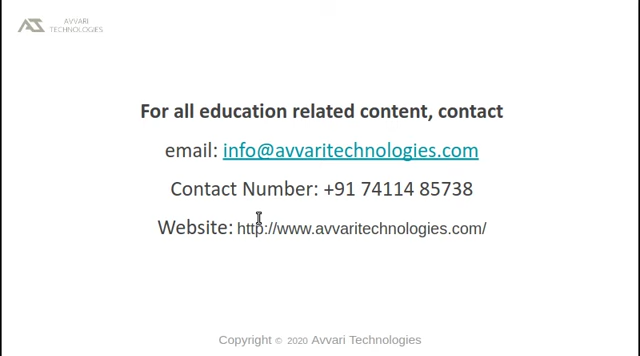 AVVARI
TECHNOLOGIES
For all education related content, contact
email: info@avvaritechnologies.com
Contact Number: +91 74114 85738
Website: http://www.avvaritechnologies.com/
Copyright © 2020 Avvari Technologies